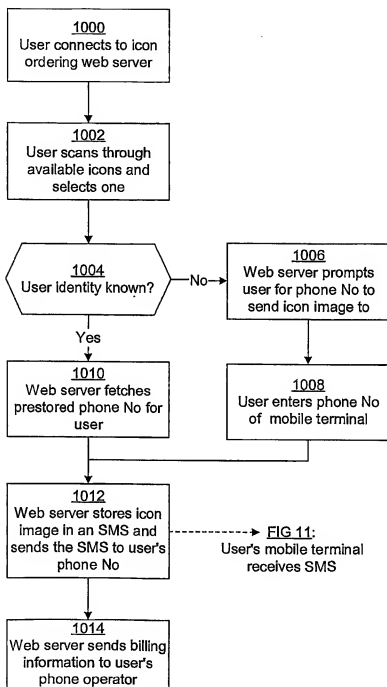 1000
User connects to icon
ordering web server
1002
User scans through
available icons and
selects one
1004
User identity known?
No
1006
Web server prompts
user for phone No to
send icon image to
Yes
1010
Web server fetches
prestored phone No for
user
1008
User enters phone No
of mobile terminal
1012
Web server stores icon
image in an SMS and
sends the SMS to user's
phone No
FIG 11:
User's mobile terminal
receives SMS
1014
Web server sends billing
information to user's
phone operator